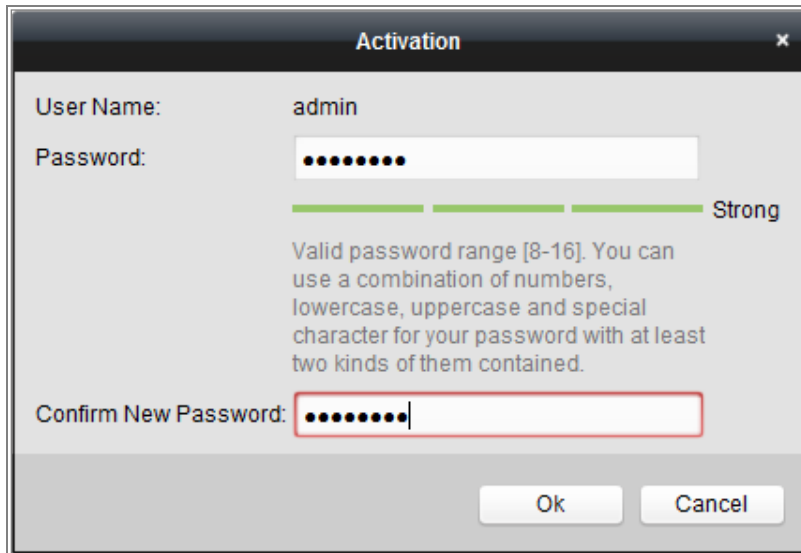 Activation
User Name: admin
Password: ••••••••
Strong
Valid password range [8-16]. You can
use a combination of numbers,
lowercase, uppercase and special
character for your password with at least
two kinds of them contained.
Confirm New Password: ••••••••
Ok Cancel